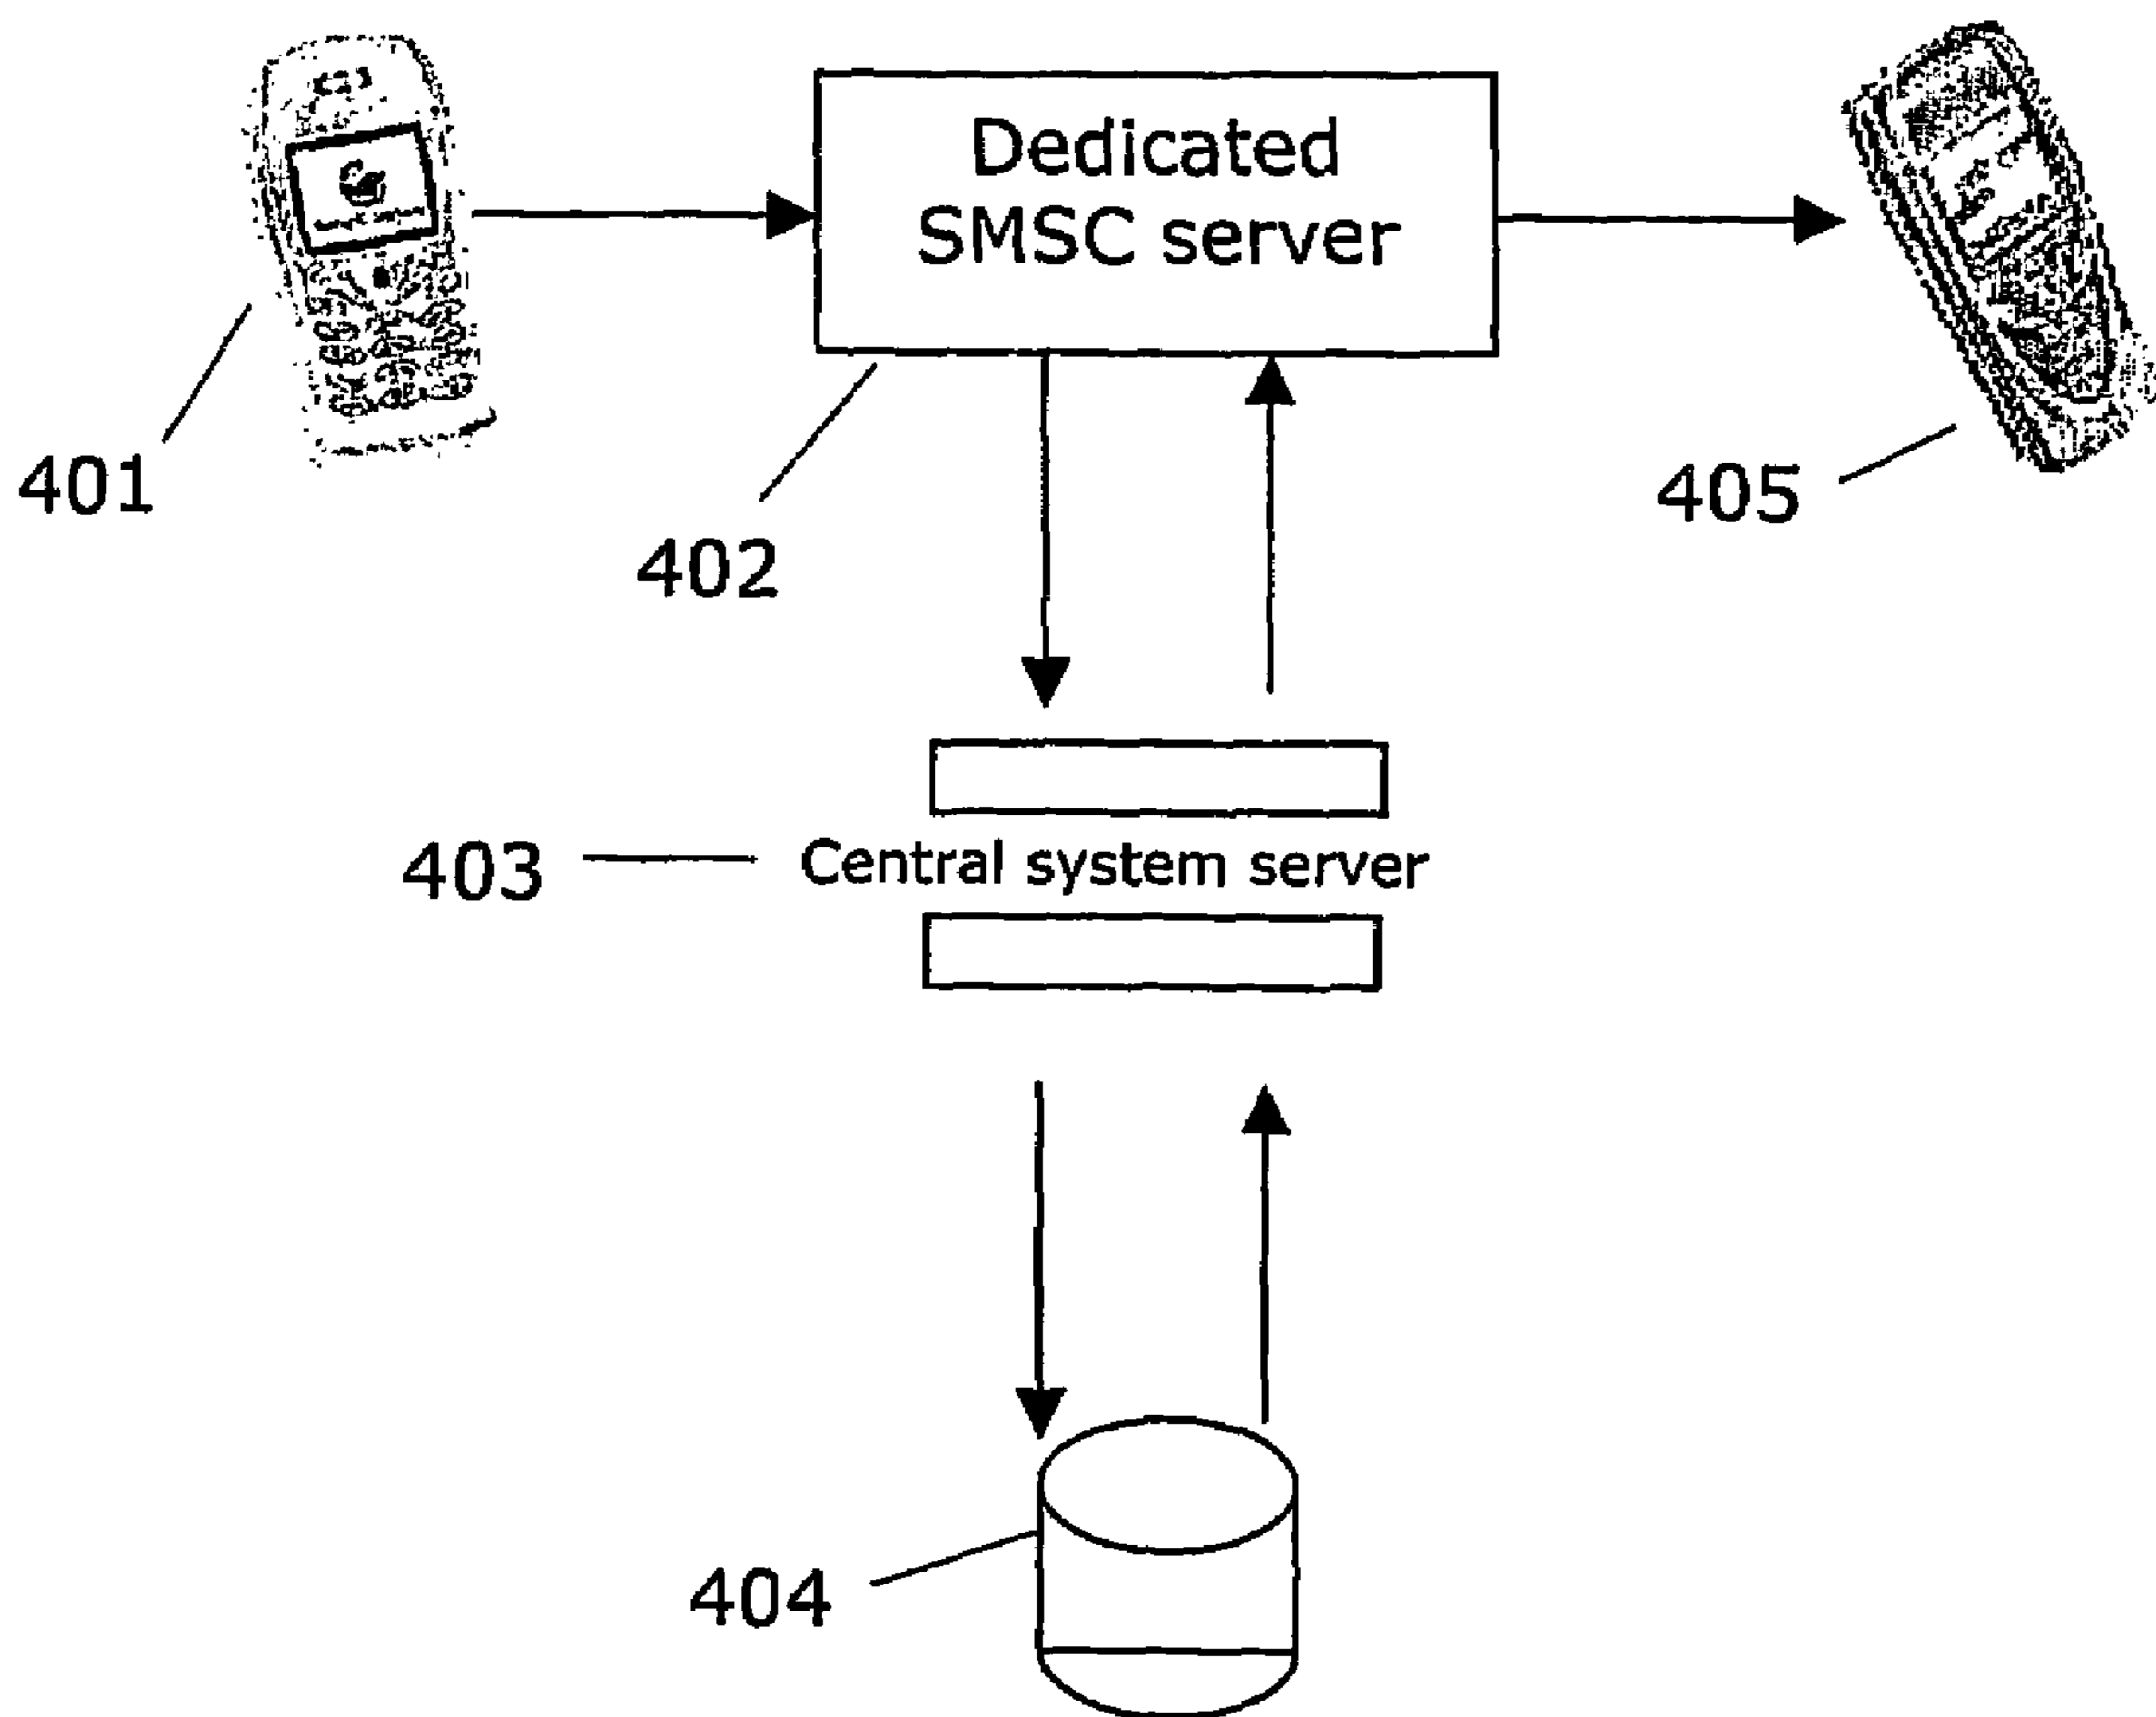 Dedicated
SMSC server
401
405
402
403
Central system server
404